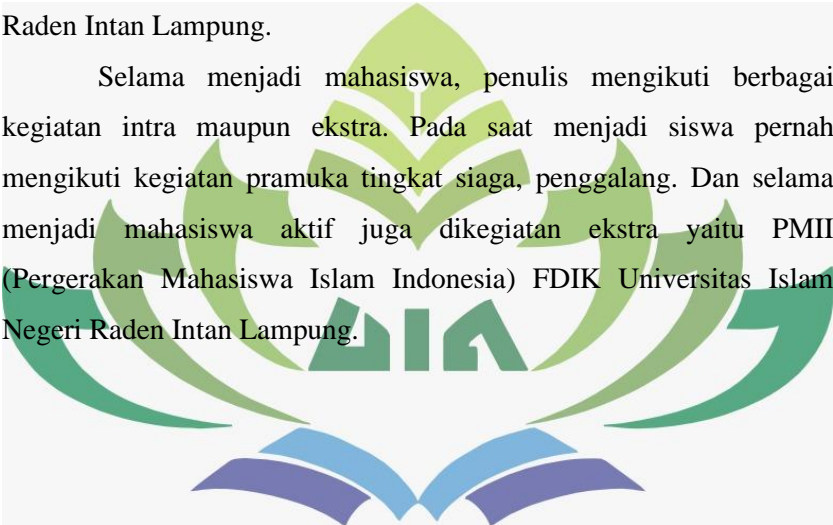 Raden Intan Lampung.
Selama menjadi mahasiswa, penulis mengikuti berbagai
kegiatan intra maupun ekstra. Pada saat menjadi siswa pernah
mengikuti kegiatan pramuka tingkat siaga, penggalang. Dan selama
menjadi mahasiswa aktif juga dikegiatan ekstra yaitu PMII
(Pergerakan Mahasiswa Islam Indonesia) FDIK Universitas Islam
Negeri Raden Intan Lampung.